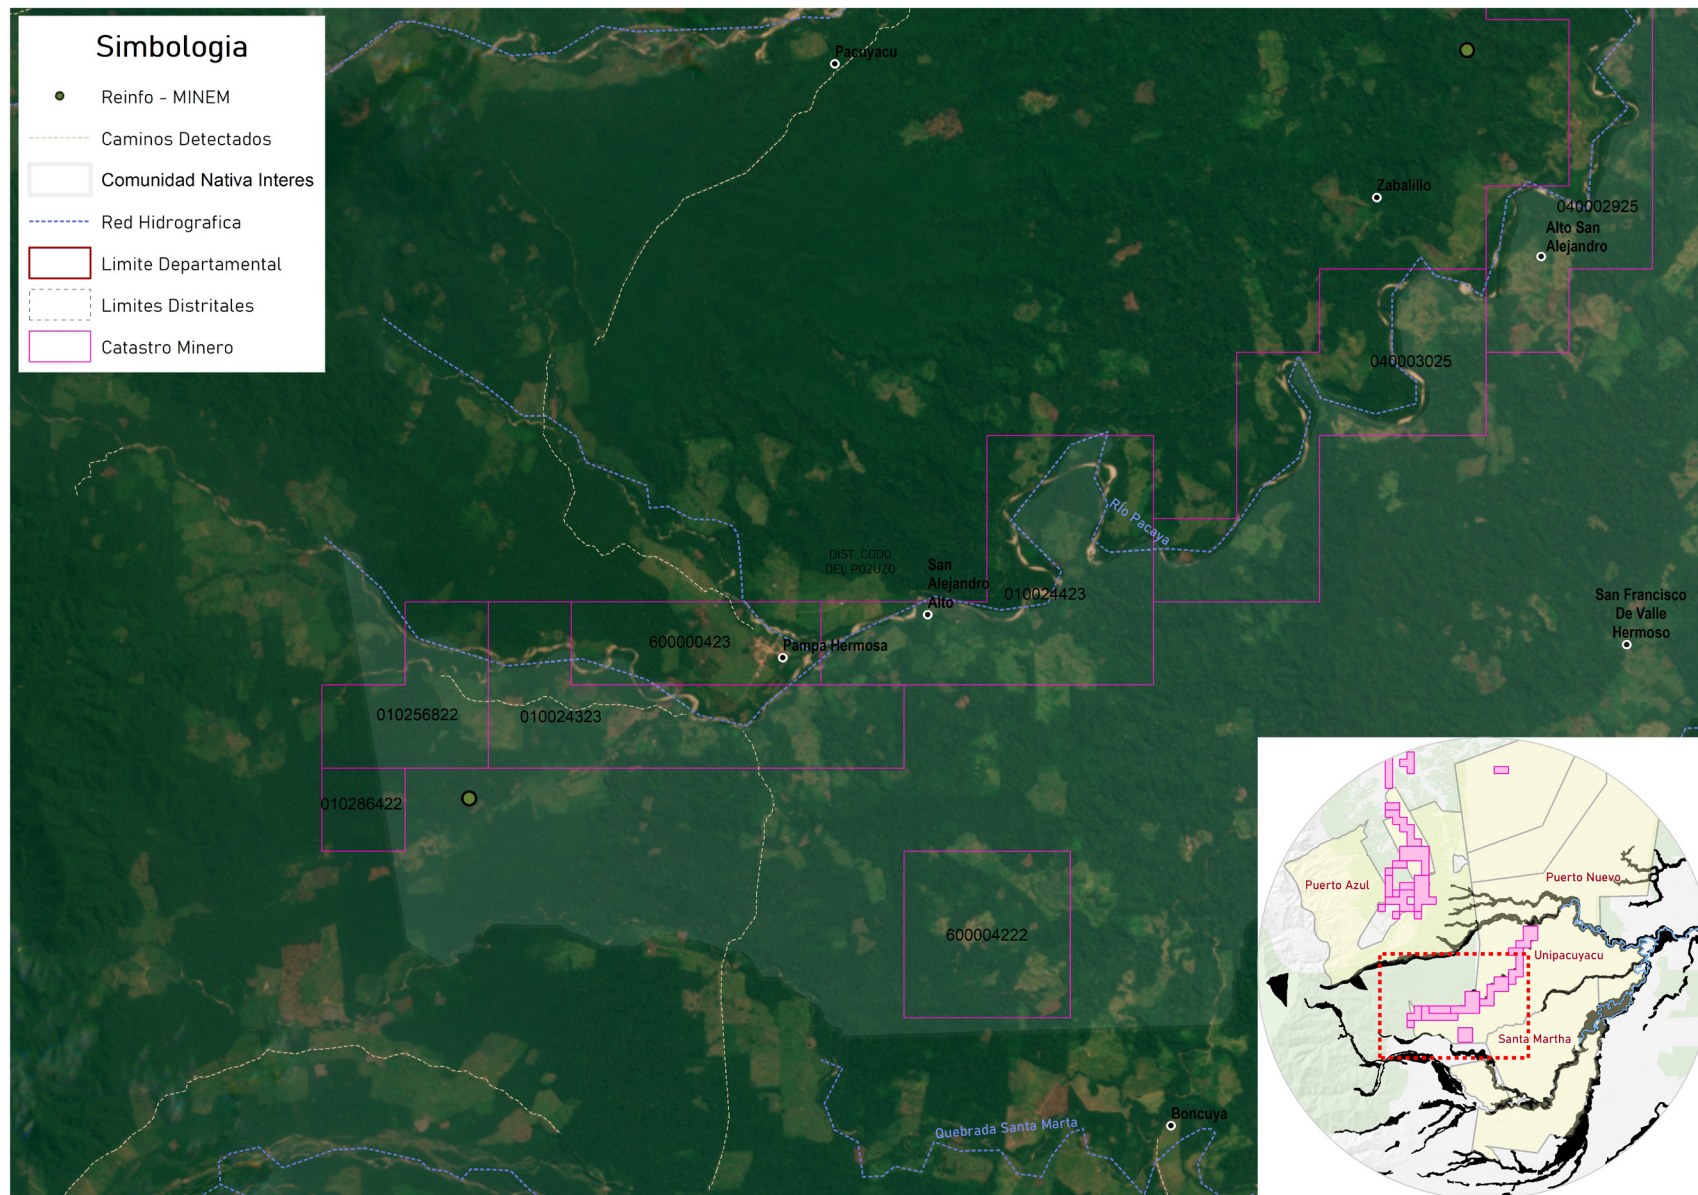 Simbologia
Reinfo - MINEM
Caminos Detectados
Comunidad Nativa Interes
Red Hidrografica
Limite Departamental
Limites Distritales
Catastro Minero
Pacuyacu
Zabalillo
040002925
Alto San
Alejandro
040003025
Río Pacaya
DIST. CODO
DEL POZUZO
San
Alejandro
Alto
010024423
San Francisco
De Valle
Hermoso
600000423
Pampa Hermosa
010256822
010024323
010286422
600004222
Quebrada Santa Marta
Boncuya
Puerto Azul
Puerto Nuevo
Unipacuyacu
Santa Martha